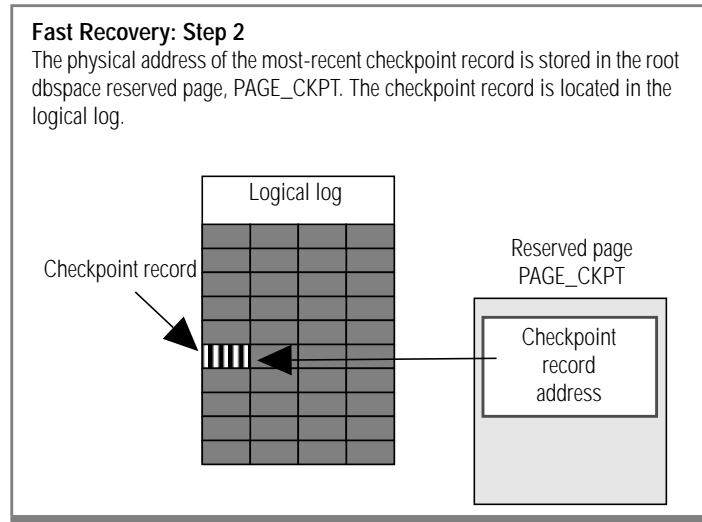 Fast Recovery: Step 2
The physical address of the most-recent checkpoint record is stored in the root
dbspace reserved page, PAGE_CKPT. The checkpoint record is located in the
logical log.
Logical log
Checkpoint record
Reserved page
PAGE_CKPT
Checkpoint
record
address